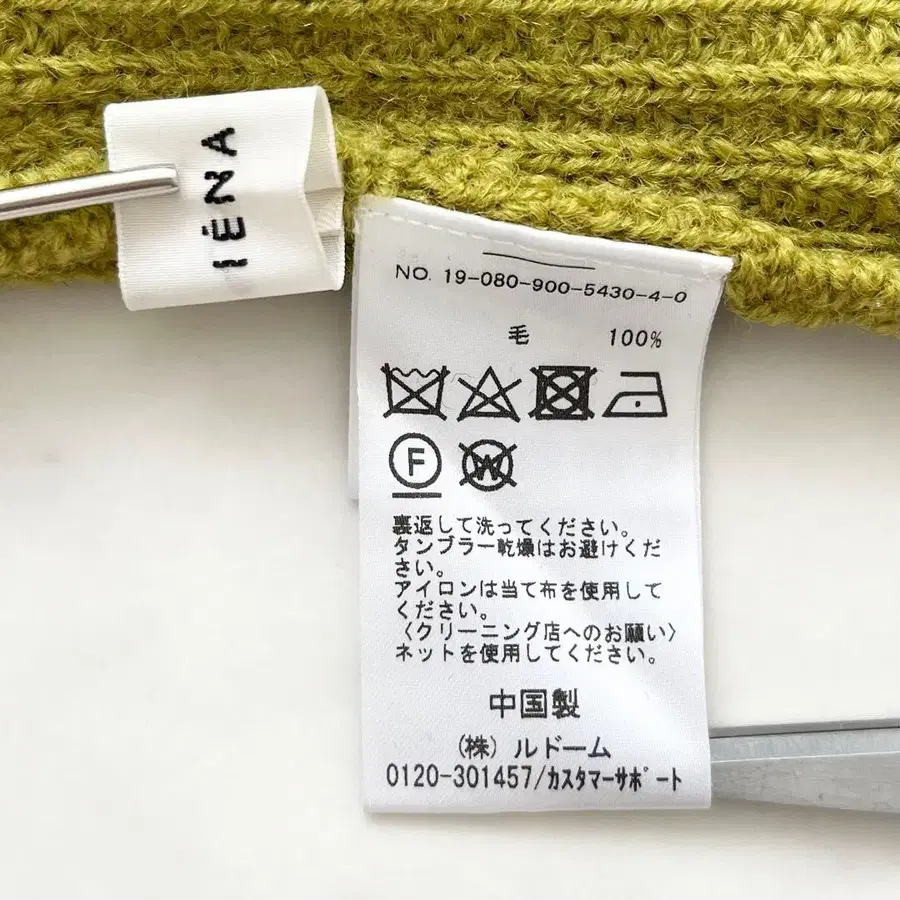 IÉNA
NO. 19-080-900-5430-4-0
毛 100%
F
W
裏返して洗ってください。
タンブラー乾燥はお避けくだ
さい。
アイロンは当て布を使用して
ください。
〈クリーニング店へのお願い〉
ネットを使用してください。
中国製
(株) ルドーム
0120-301457/カスタマーサポート